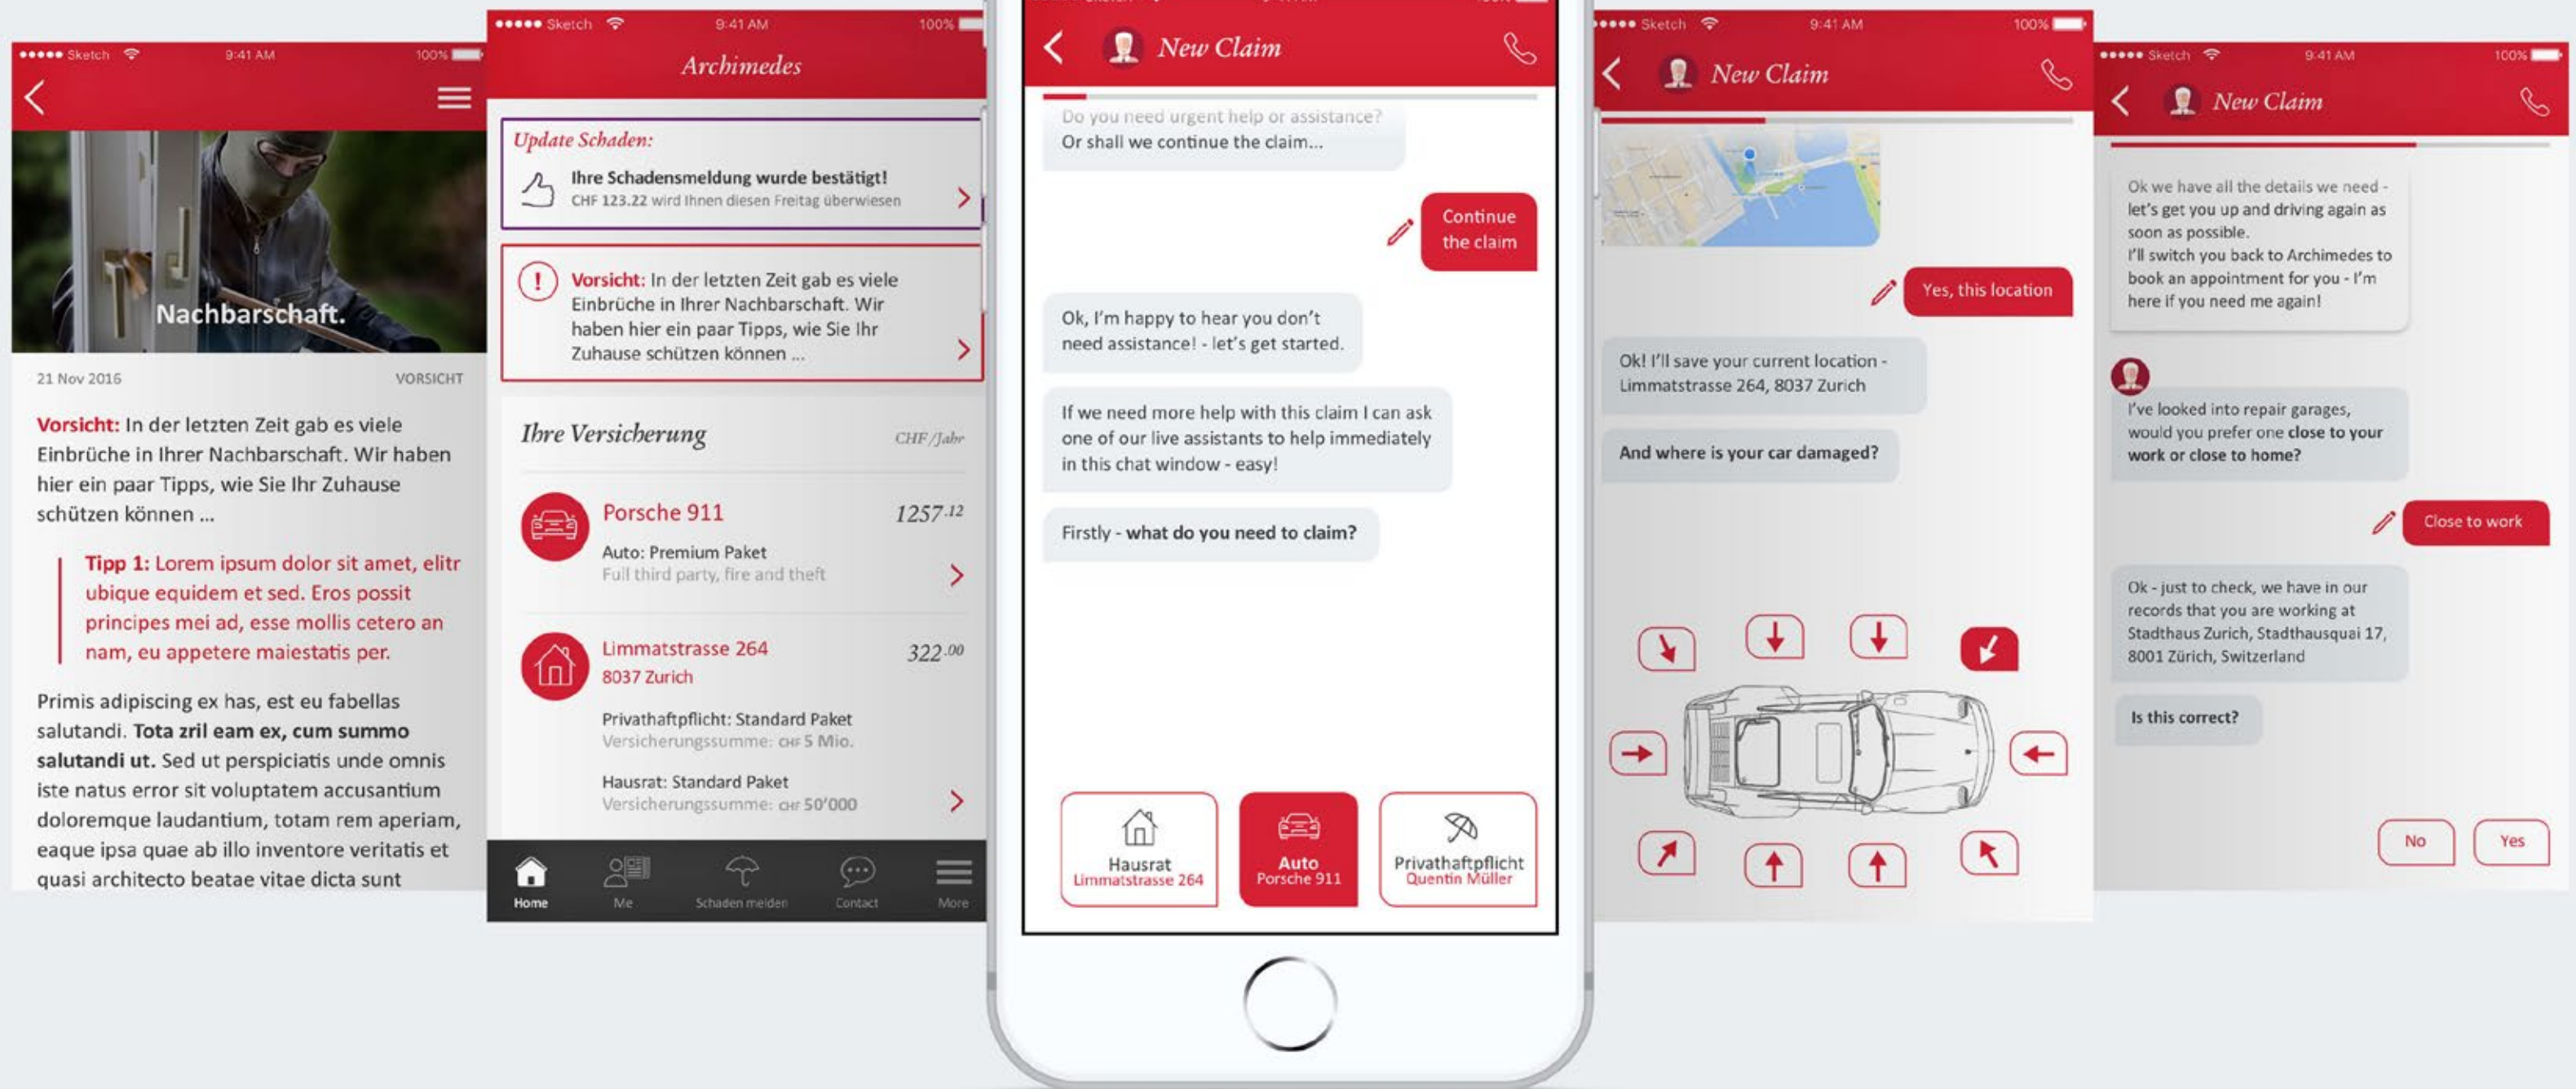 Sketch 9:41 AM 100%
Nachbarschaft.
21 Nov 2016 VORSICHT
Vorsicht: In der letzten Zeit gab es viele
Einbrüche in Ihrer Nachbarschaft. Wir haben
hier ein paar Tipps, wie Sie Ihr Zuhause
schützen können ...
Tipp 1: Lorem ipsum dolor sit amet, elitr
ubique equidem et sed. Eros possit
principes mei ad, esse mollis cetero an
nam, eu appetere maiestatis per.
Primis adipiscing ex has, est eu fabellas
salutandi. Tota zril eam ex, cum summo
salutandi ut. Sed ut perspiciatis unde omnis
iste natus error sit voluptatem accusantium
doloremque laudantium, totam rem aperiam,
eaque ipsa quae ab illo inventore veritatis et
quasi architecto beatae vitae dicta sunt
Sketch 9:41 AM 100%
Archimedes
Update Schaden:
Ihre Schadensmeldung wurde bestätigt!
CHF 123.22 wird Ihnen diesen Freitag überwiesen
Vorsicht: In der letzten Zeit gab es viele
Einbrüche in Ihrer Nachbarschaft. Wir
haben hier ein paar Tipps, wie Sie Ihr
Zuhause schützen können ...
Ihre Versicherung CHF/Jahr
Porsche 911 1257.12
Auto: Premium Paket
Full third party, fire and theft
Limmatstrasse 264 322.00
8037 Zurich
Privathaftpflicht: Standard Paket
Versicherungssumme: CHF 5 Mio.
Hausrat: Standard Paket
Versicherungssumme: CHF 50'000
Home Me Schaden melden Contact More
New Claim
Do you need urgent help or assistance?
Or shall we continue the claim...
Continue
the claim
Ok, I'm happy to hear you don't
need assistance! - let's get started.
If we need more help with this claim I can ask
one of our live assistants to help immediately
in this chat window - easy!
Firstly - what do you need to claim?
Hausrat
Limmatstrasse 264
Auto
Porsche 911
Privathaftpflicht
Quentin Müller
Sketch 9:41 AM 100%
New Claim
Yes, this location
Ok! I'll save your current location -
Limmatstrasse 264, 8037 Zurich
And where is your car damaged?
Sketch 9:41 AM 100%
New Claim
Ok we have all the details we need -
let's get you up and driving again as
soon as possible.
I'll switch you back to Archimedes to
book an appointment for you - I'm
here if you need me again!
I've looked into repair garages,
would you prefer one close to your
work or close to home?
Close to work
Ok - just to check, we have in our
records that you are working at
Stadthaus Zurich, Stadthausquai 17,
8001 Zürich, Switzerland
Is this correct?
No Yes